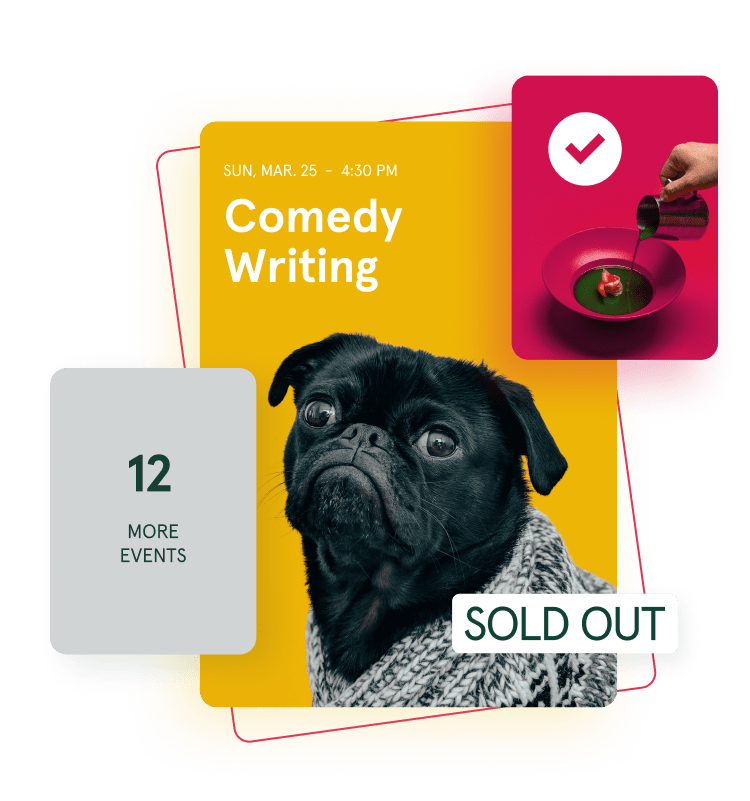 SUN, MAR. 25 - 4:30 PM
Comedy
Writing
12
MORE
EVENTS
SOLD OUT